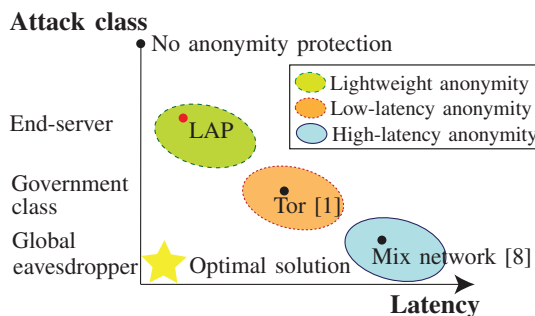 Attack class
No anonymity protection
Lightweight anonymity
Low-latency anonymity
High-latency anonymity
End-server
LAP
Government
class
Tor [1]
Global
eavesdropper
Optimal solution
Mix network [8]
Latency